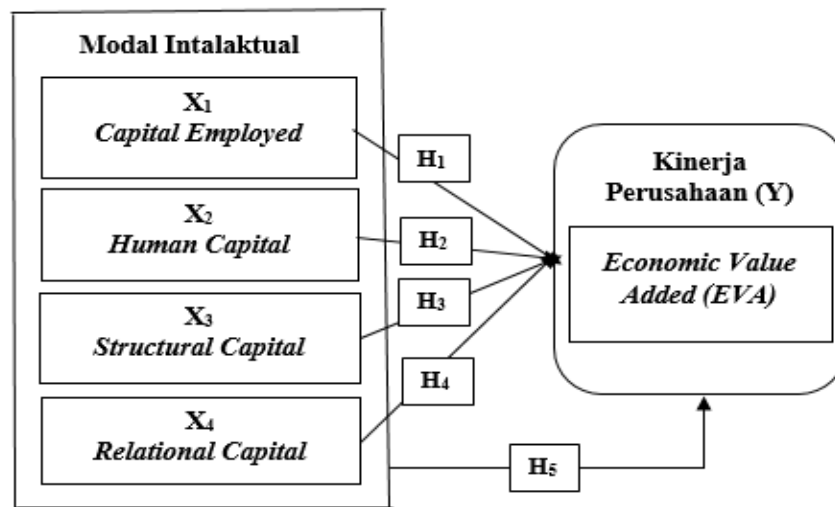 Modal Intalaktual
X₁
Capital Employed
X₂
Human Capital
X₃
Structural Capital
X₄
Relational Capital
H₁
H₂
H₃
H₄
H₅
Kinerja
Perusahaan (Y)
Economic Value
Added (EVA)